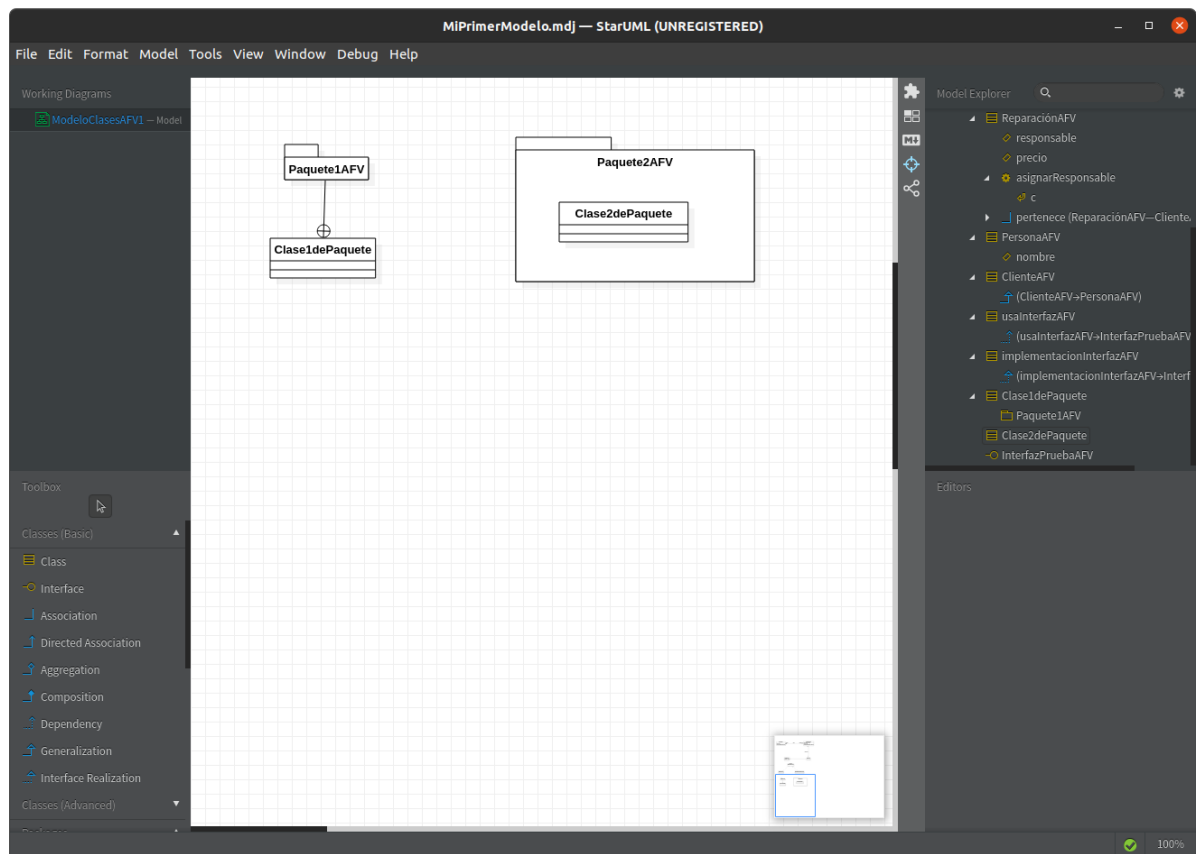 MiPrimerModelo.mdj — StarUML (UNREGISTERED)
File Edit Format Model Tools View Window Debug Help
Working Diagrams
ModeloClasesAFV1 — Model
Paquete1AFV
Clase1dePaquete
Paquete2AFV
Clase2dePaquete
Toolbox
Classes (Basic)
Class
Interface
Association
Directed Association
Aggregation
Composition
Dependency
Generalization
Interface Realization
Classes (Advanced)
Model Explorer
ReparaciónAFV
responsable
precio
asignarResponsable
c
pertenece (ReparaciónAFV—Cliente
PersonaAFV
nombre
ClienteAFV
(ClienteAFV→PersonaAFV)
usaInterfazAFV
(usaInterfazAFV→InterfazPruebaAFV
implementacionInterfazAFV
(implementacionInterfazAFV→Interf
Clase1dePaquete
Paquete1AFV
Clase2dePaquete
InterfazPruebaAFV
Editors
100%